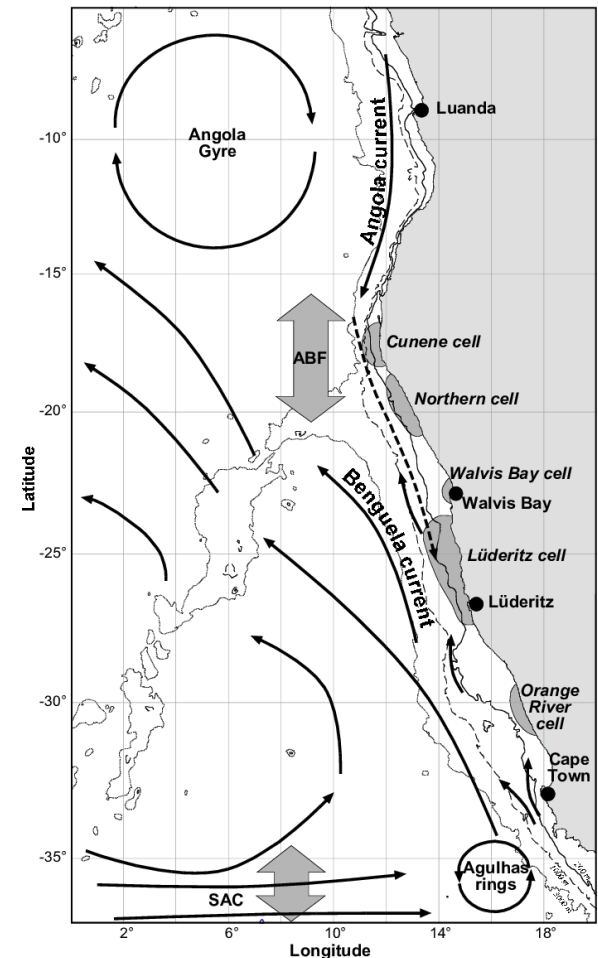 Luanda
-10°
Angola
Gyre
Angola current
-15°
ABF
Cunene cell
Northern cell
-20°
Latitude
Benguela current
Walvis Bay cell
Walvis Bay
-25°
Lüderitz cell
Lüderitz
-30°
Orange
River
cell
Cape
Town
-35°
Agulhas
rings
SAC
2°
6°
10°
14°
18°
Longitude